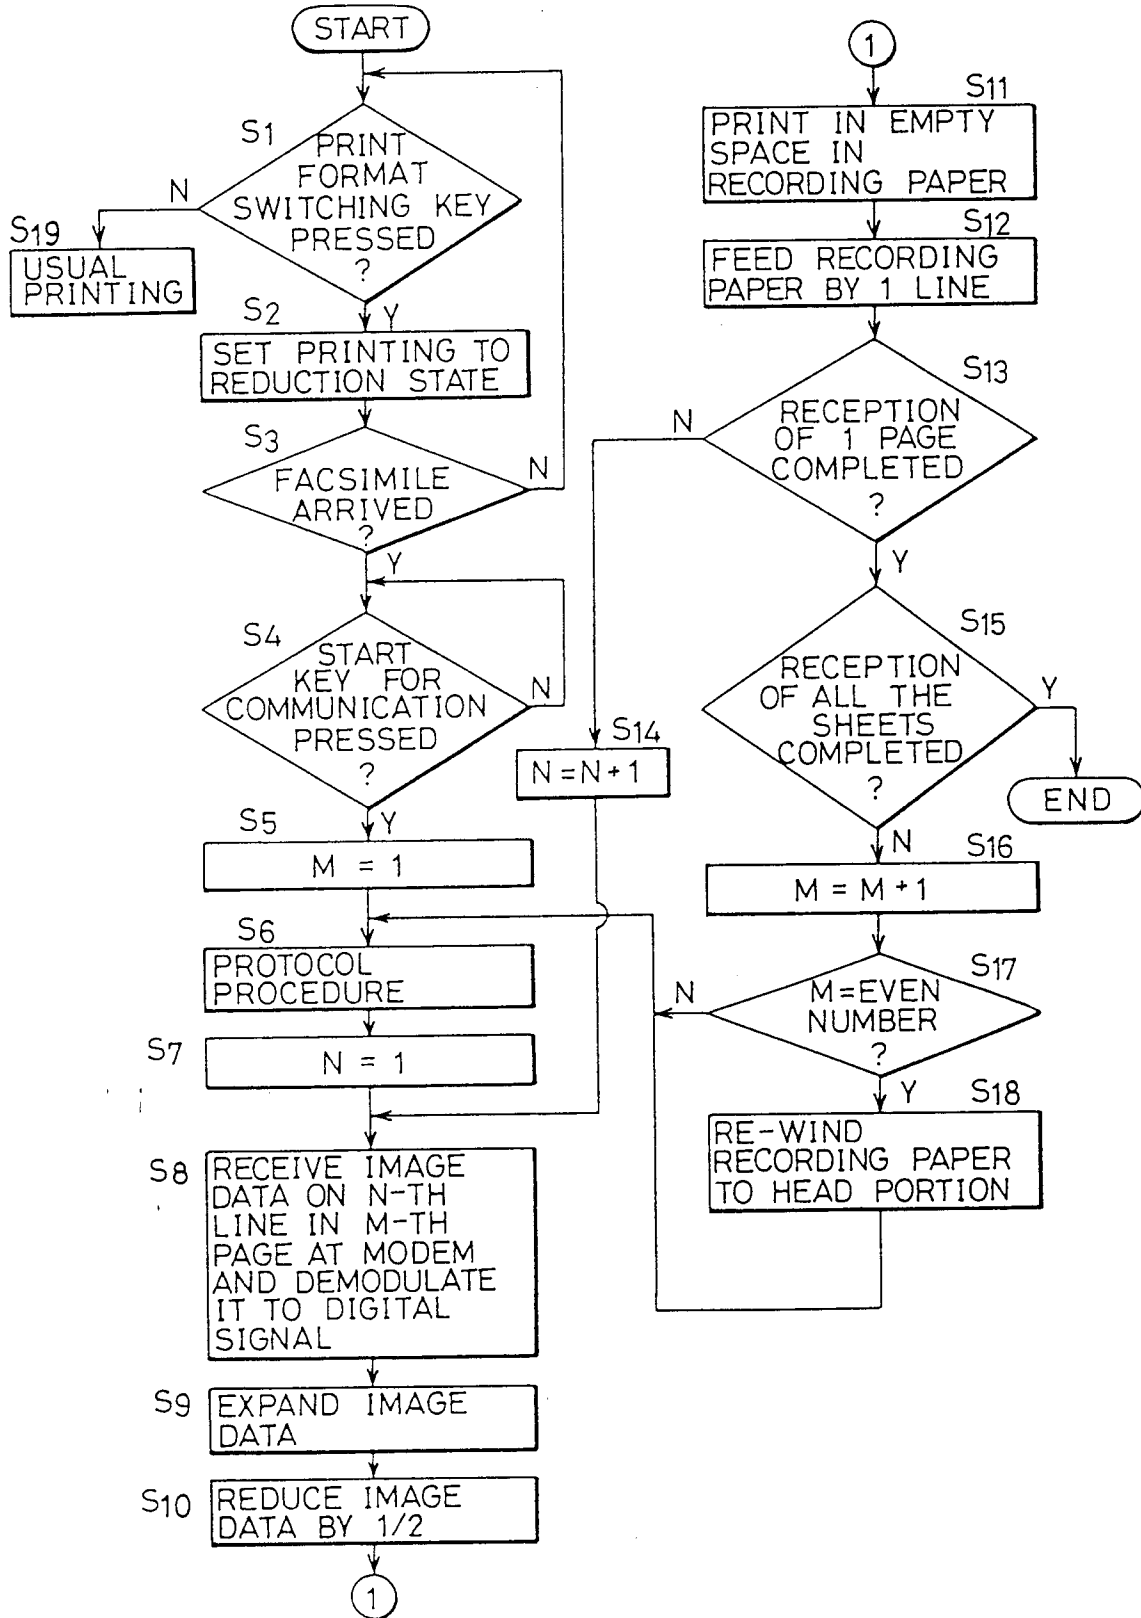 START
S1
PRINT
FORMAT
SWITCHING KEY
PRESSED
?
N
S19
USUAL
PRINTING
Y
S2
SET PRINTING TO
REDUCTION STATE
S3
FACSIMILE
ARRIVED
?
N
Y
S4
START
KEY FOR
COMMUNICATION
PRESSED
?
N
Y
S5
M = 1
S6
PROTOCOL
PROCEDURE
S7
N = 1
S8
RECEIVE IMAGE
DATA ON N-TH
LINE IN M-TH
PAGE AT MODEM
AND DEMODULATE
IT TO DIGITAL
SIGNAL
S9
EXPAND IMAGE
DATA
S10
REDUCE IMAGE
DATA BY 1/2
1
1
S11
PRINT IN EMPTY
SPACE IN
RECORDING PAPER
S12
FEED RECORDING
PAPER BY 1 LINE
S13
RECEPTION
OF 1 PAGE
COMPLETED
?
N
Y
S14
N=N+1
S15
RECEPTION
OF ALL THE
SHEETS
COMPLETED
?
Y
END
N
S16
M = M+1
S17
M=EVEN
NUMBER
?
N
Y
S18
RE-WIND
RECORDING PAPER
TO HEAD PORTION